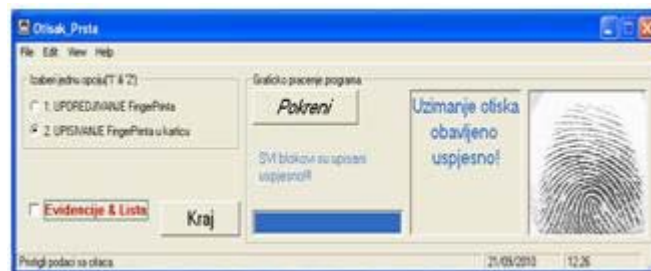 Otisak_Prsta
File Edit View Help
Izaberi jednu opciju('1' & '2')
1. UPOREDJIVANJE FingerPrinta
2. UPISIVANJE FingerPrinta u karticu
Evidencije & Lista
Kraj
Graficko pracenje programa
Pokreni
SVI blokovi su upisani
uspjesno!!!
Uzimanje otiska
obavljeno
uspjesno!
Pristigli podaci sa citaca
21/09/2010
12:26